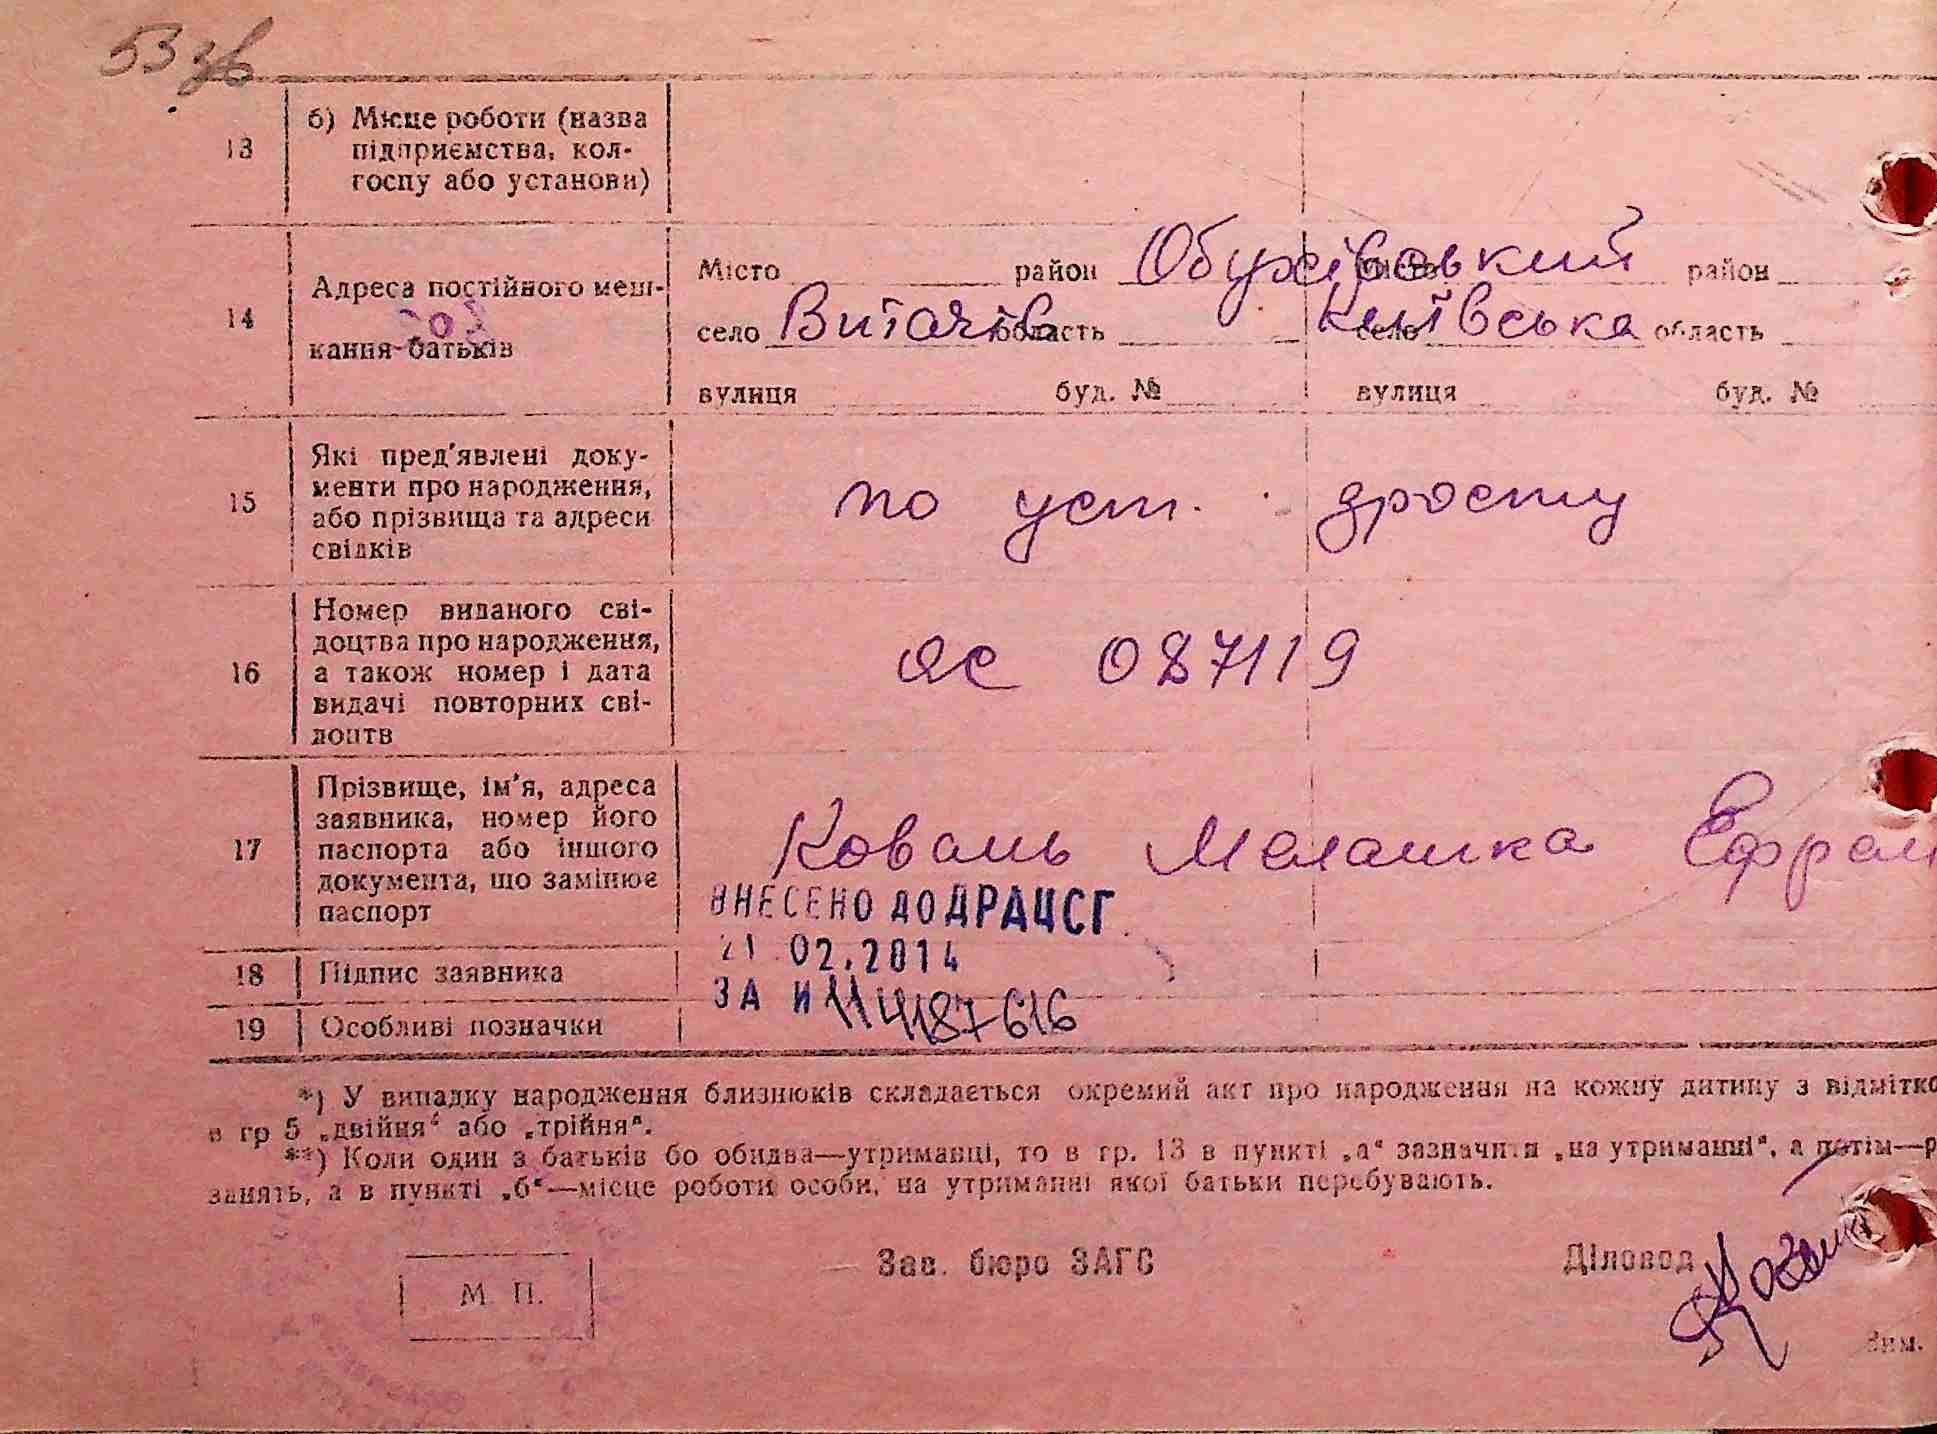 53 зв
13 б) Місце роботи (назва
підприємства, кол-
госпу або установи)
14 Адреса постійного меш-
кання батьків
Місто район Обухівський місто район
село Витачів область Київська село область
вулиця буд. № вулиця буд. №
15 Які пред'явлені доку-
менти про народження,
або прізвища та адреси
свідків
по уст.
16 Номер виданого сві-
доцтва про народження,
а також номер і дата
видачі повторних сві-
доцтв
ЯС 087119
17 Прізвище, ім'я, адреса
заявника, номер його
паспорта або іншого
документа, що замінює
паспорт
Коваль Мелашка Ефрем
ВНЕСЕНО ДО ДРАЦСГ
21 02.2014
18 Підпис заявника
ЗА И 114187616
19 Особливі позначки
*) У випадку народження близнюків складається окремий акт про народження на кожну дитину з відмітко
в гр 5 „двійня“ або „трійня“.
**) Коли один з батьків бо обидва—утриманці, то в гр. 13 в пункті „а“ зазначити „на утриманні“, а потім—р
занять, а в пункті „б“—місце роботи особи, на утриманні якої батьки перебувають.
М. П.
Зав. бюро ЗАГС
Діловод
Зим.